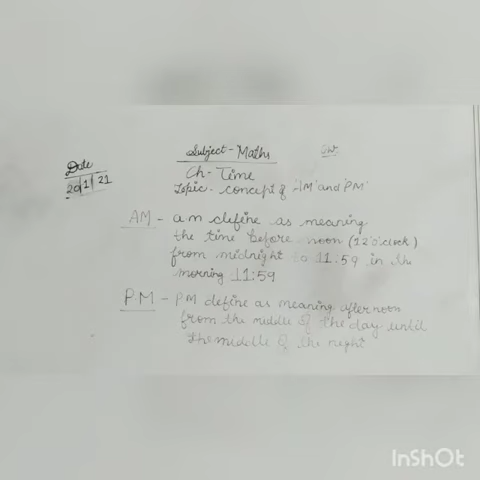 Subject - Maths
C.W.
Date
20/1/21
Ch - Time
Topic - concept of 'AM' and 'PM'
AM - a m define as meaning
the time before noon (12 o'clock)
from midnight to 11:59 in the
morning 11:59
PM - PM define as meaning afternoon
from the middle of the day until
the middle of the night
InShOt